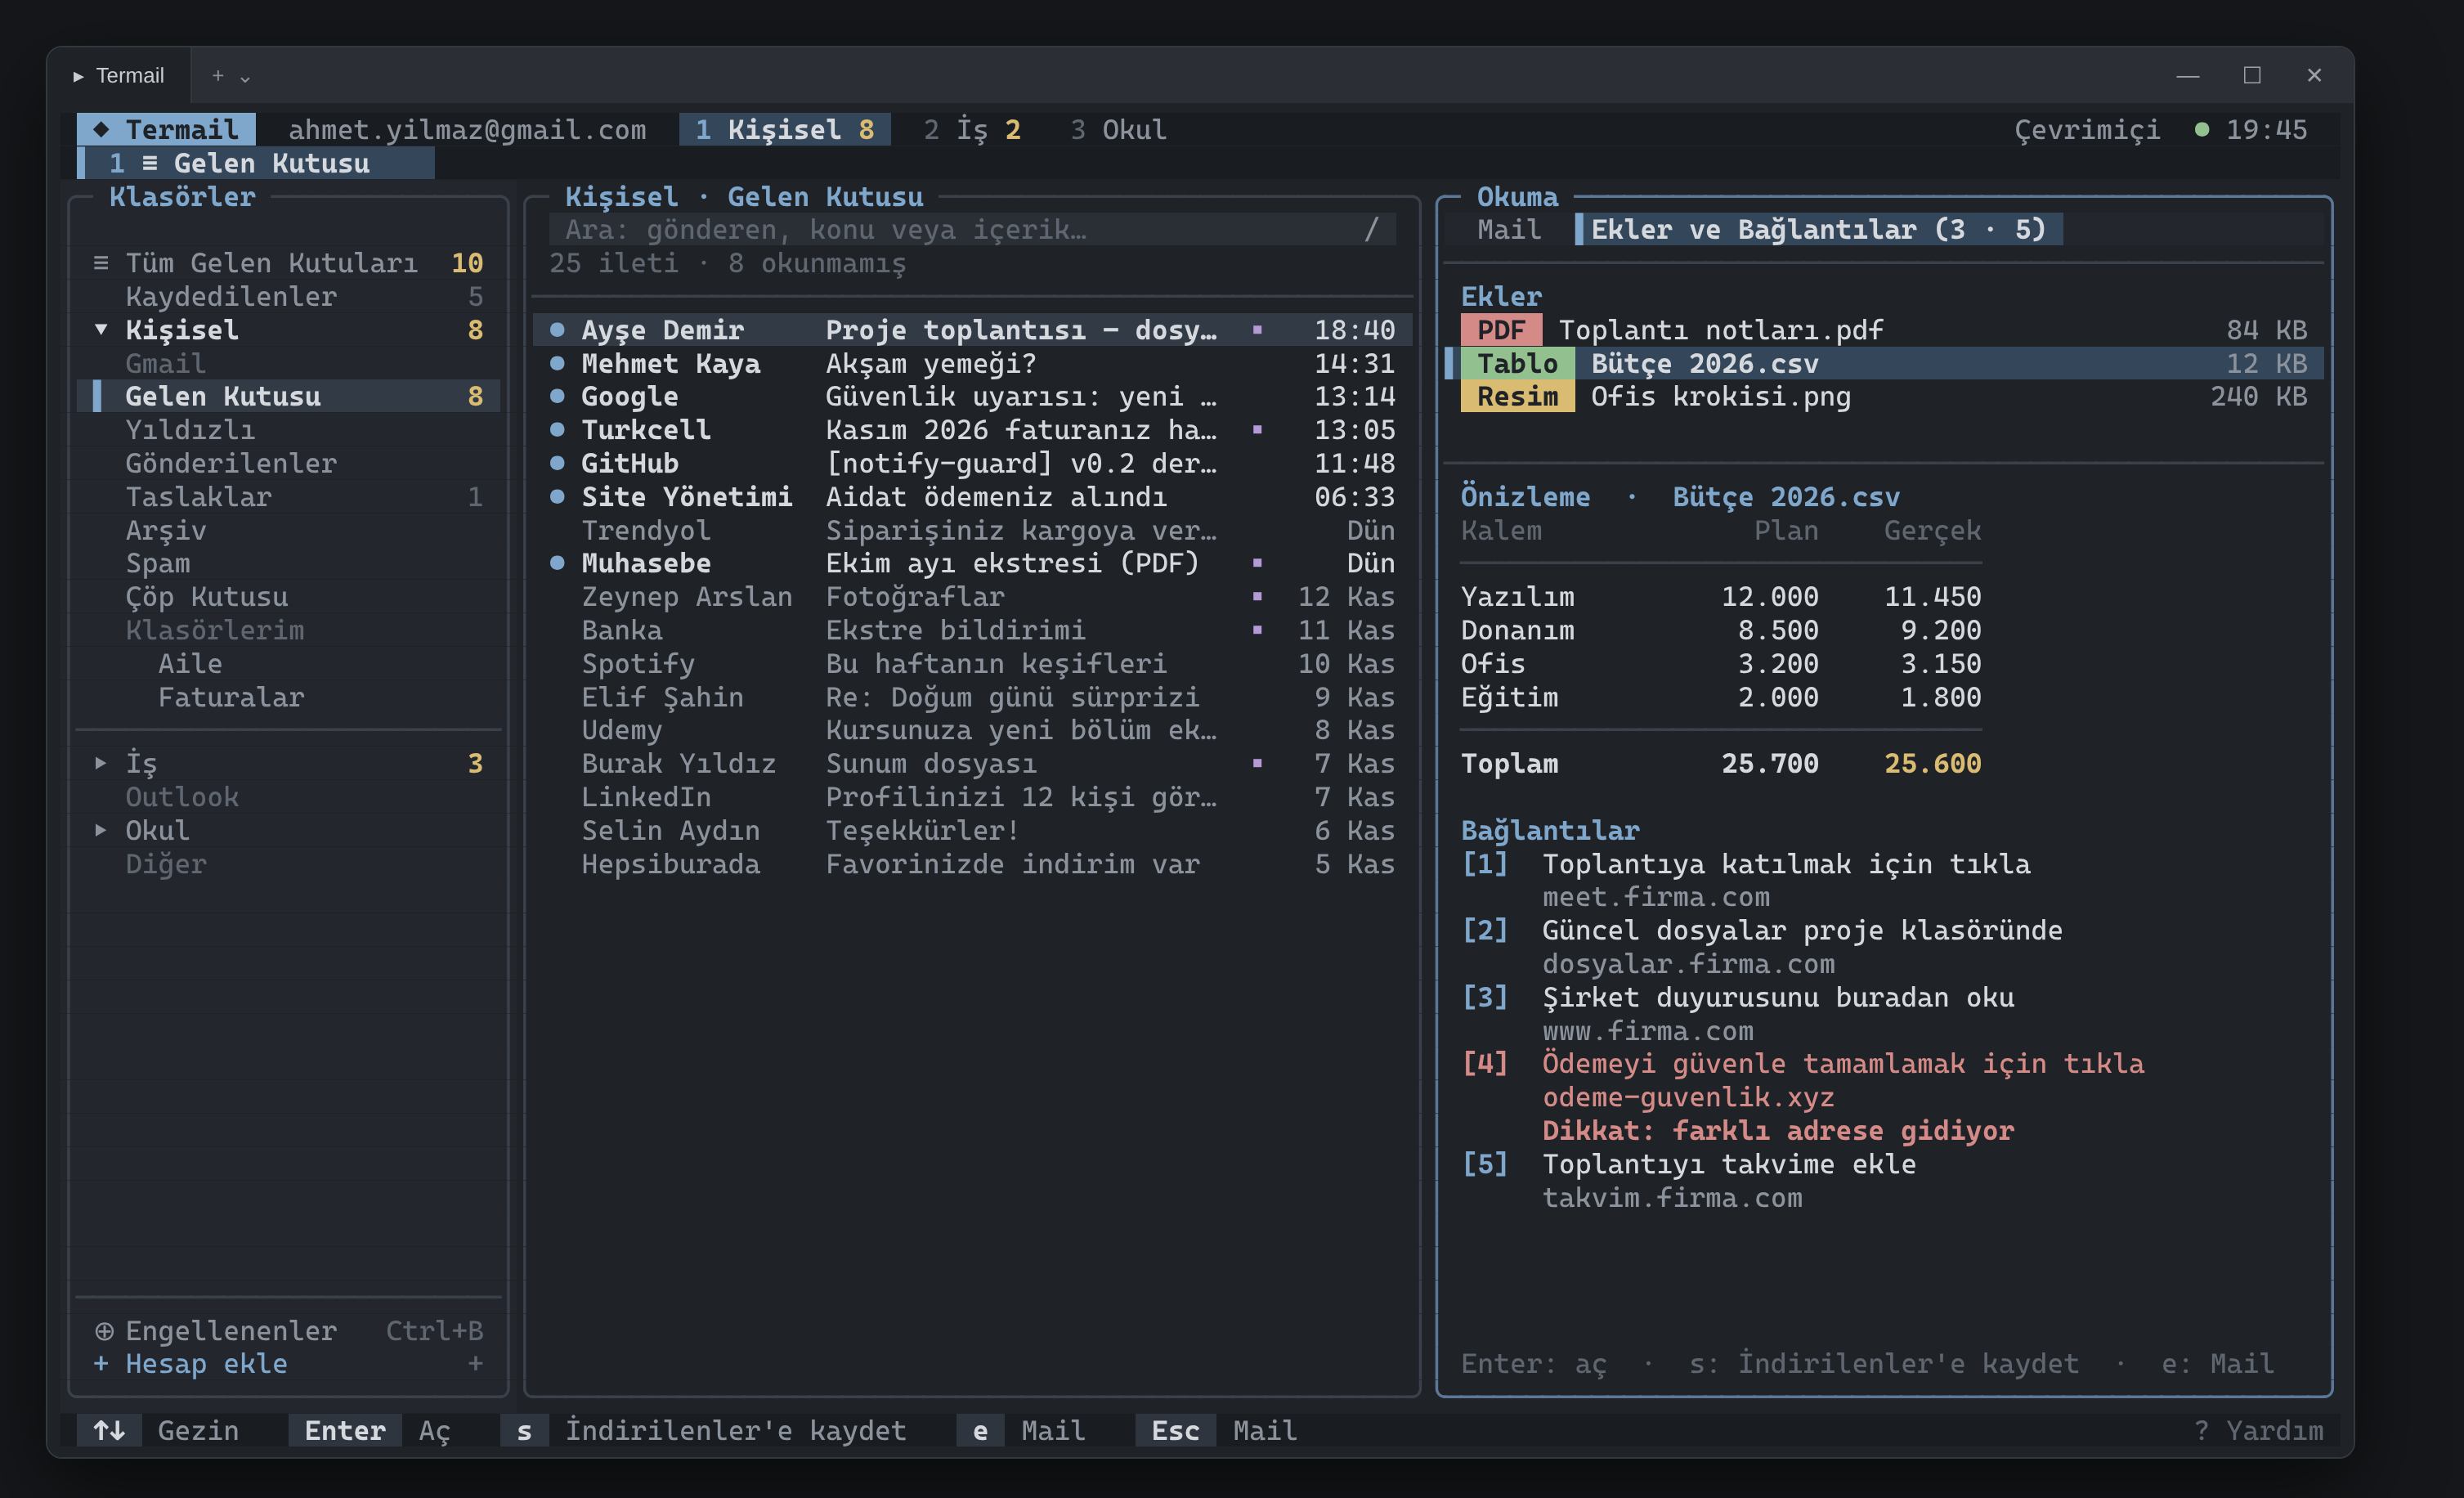 ▸ Termail + ⌄ — ☐ ✕
◆ Termail ahmet.yilmaz@gmail.com 1 Kişisel 8 2 İş 2 3 Okul Çevrimiçi ● 19:45
1 ≡ Gelen Kutusu
Klasörler
≡ Tüm Gelen Kutuları 10
Kaydedilenler 5
▼ Kişisel 8
Gmail
Gelen Kutusu 8
Yıldızlı
Gönderilenler
Taslaklar 1
Arşiv
Spam
Çöp Kutusu
Klasörlerim
Aile
Faturalar
▸ İş 3
Outlook
▸ Okul
Diğer
⊕ Engellenenler Ctrl+B
+ Hesap ekle +
Kişisel · Gelen Kutusu
Ara: gönderen, konu veya içerik… /
25 ileti · 8 okunmamış
● Ayşe Demir Proje toplantısı – dosy… ▪ 18:40
● Mehmet Kaya Akşam yemeği? 14:31
● Google Güvenlik uyarısı: yeni … 13:14
● Turkcell Kasım 2026 faturanız ha… ▪ 13:05
● GitHub [notify-guard] v0.2 der… 11:48
● Site Yönetimi Aidat ödemeniz alındı 06:33
Trendyol Siparişiniz kargoya ver… Dün
● Muhasebe Ekim ayı ekstresi (PDF) ▪ Dün
Zeynep Arslan Fotoğraflar ▪ 12 Kas
Banka Ekstre bildirimi ▪ 11 Kas
Spotify Bu haftanın keşifleri 10 Kas
Elif Şahin Re: Doğum günü sürprizi 9 Kas
Udemy Kursunuza yeni bölüm ek… 8 Kas
Burak Yıldız Sunum dosyası ▪ 7 Kas
LinkedIn Profilinizi 12 kişi gör… 7 Kas
Selin Aydın Teşekkürler! 6 Kas
Hepsiburada Favorinizde indirim var 5 Kas
Okuma
Mail Ekler ve Bağlantılar (3 · 5)
Ekler
PDF Toplantı notları.pdf 84 KB
Tablo Bütçe 2026.csv 12 KB
Resim Ofis krokisi.png 240 KB
Önizleme · Bütçe 2026.csv
Kalem Plan Gerçek
Yazılım 12.000 11.450
Donanım 8.500 9.200
Ofis 3.200 3.150
Eğitim 2.000 1.800
Toplam 25.700 25.600
Bağlantılar
[1] Toplantıya katılmak için tıkla
meet.firma.com
[2] Güncel dosyalar proje klasöründe
dosyalar.firma.com
[3] Şirket duyurusunu buradan oku
www.firma.com
[4] Ödemeyi güvenle tamamlamak için tıkla
odeme-guvenlik.xyz
Dikkat: farklı adrese gidiyor
[5] Toplantıyı takvime ekle
takvim.firma.com
Enter: aç · s: İndirilenler'e kaydet · e: Mail
↑↓ Gezin Enter Aç s İndirilenler'e kaydet e Mail Esc Mail ? Yardım